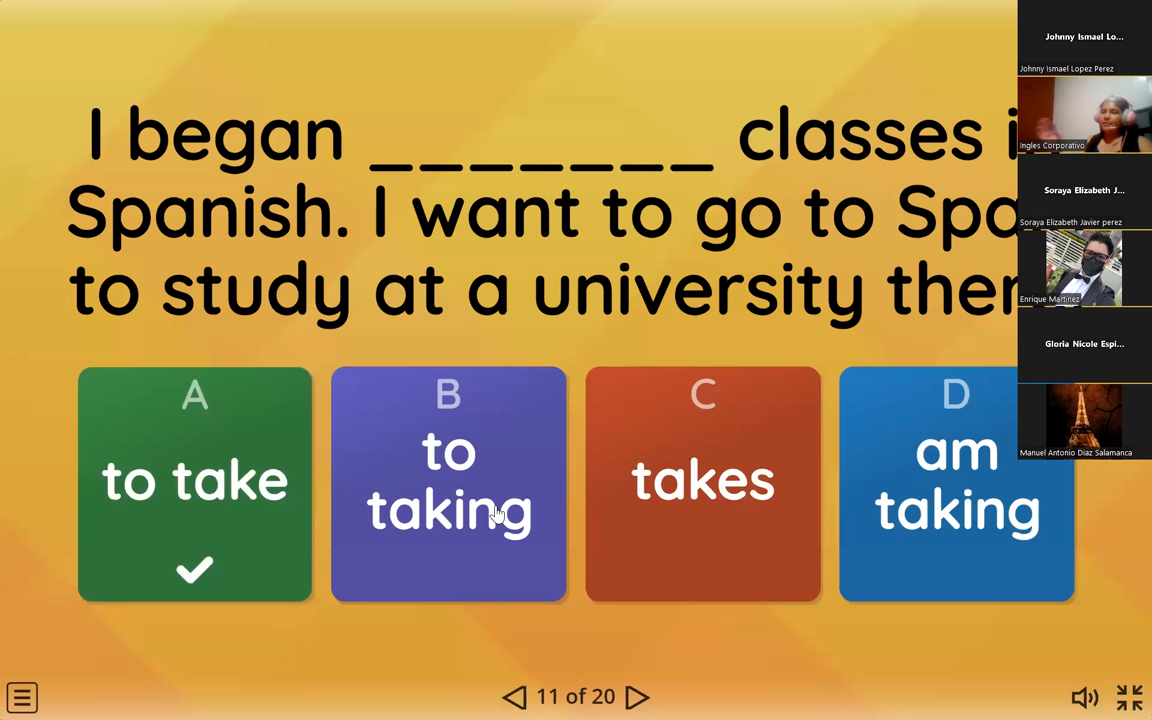 I began _______ classes i
Spanish. I want to go to Spa
to study at a university ther
A
to take
B
to
taking
C
takes
D
am
taking
11 of 20
Johnny Ismael Lo...
Johnny Ismael Lopez Perez
Ingles Corporativo
Soraya Elizabeth J...
Soraya Elizabeth Javier perez
Enrique Martinez
Gloria Nicole Espi...
Manuel Antonio Diaz Salamanca